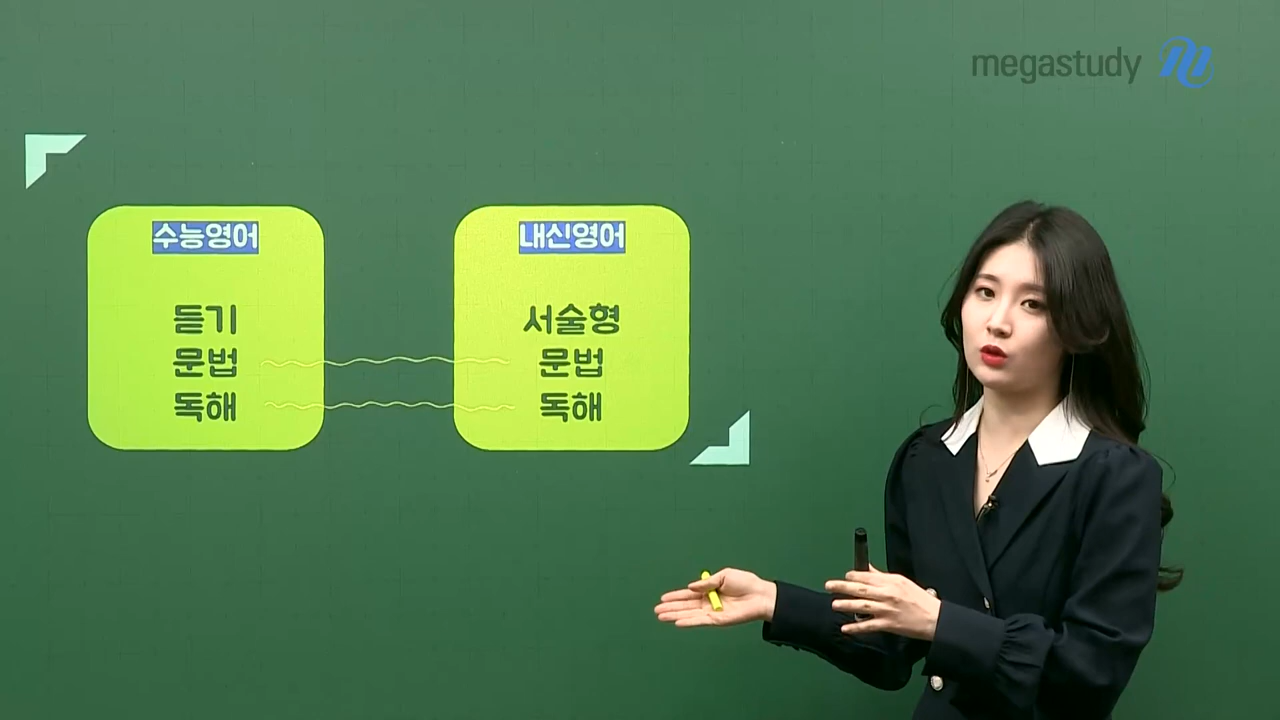 megastudy
수능영어
듣기
문법
독해
내신영어
서술형
문법
독해